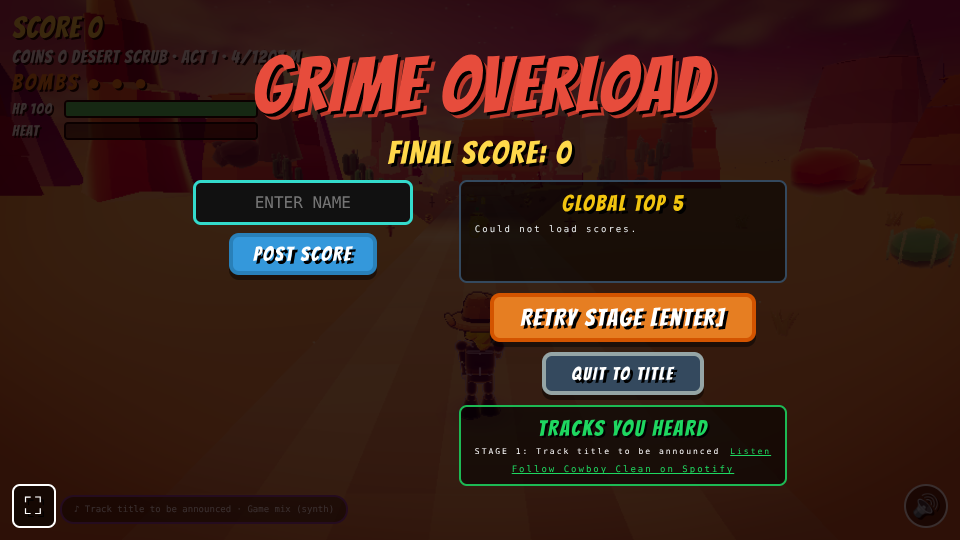 SCORE 0
COINS 0 DESERT SCRUB · ACT 1 · 4/120
BOMBS
HP 100
HEAT
GRIME OVERLOAD
FINAL SCORE: 0
ENTER NAME
POST SCORE
GLOBAL TOP 5
Could not load scores.
RETRY STAGE [ENTER]
QUIT TO TITLE
TRACKS YOU HEARD
STAGE 1: Track title to be announced Listen
Follow Cowboy Clean on Spotify
♪ Track title to be announced · Game mix (synth)